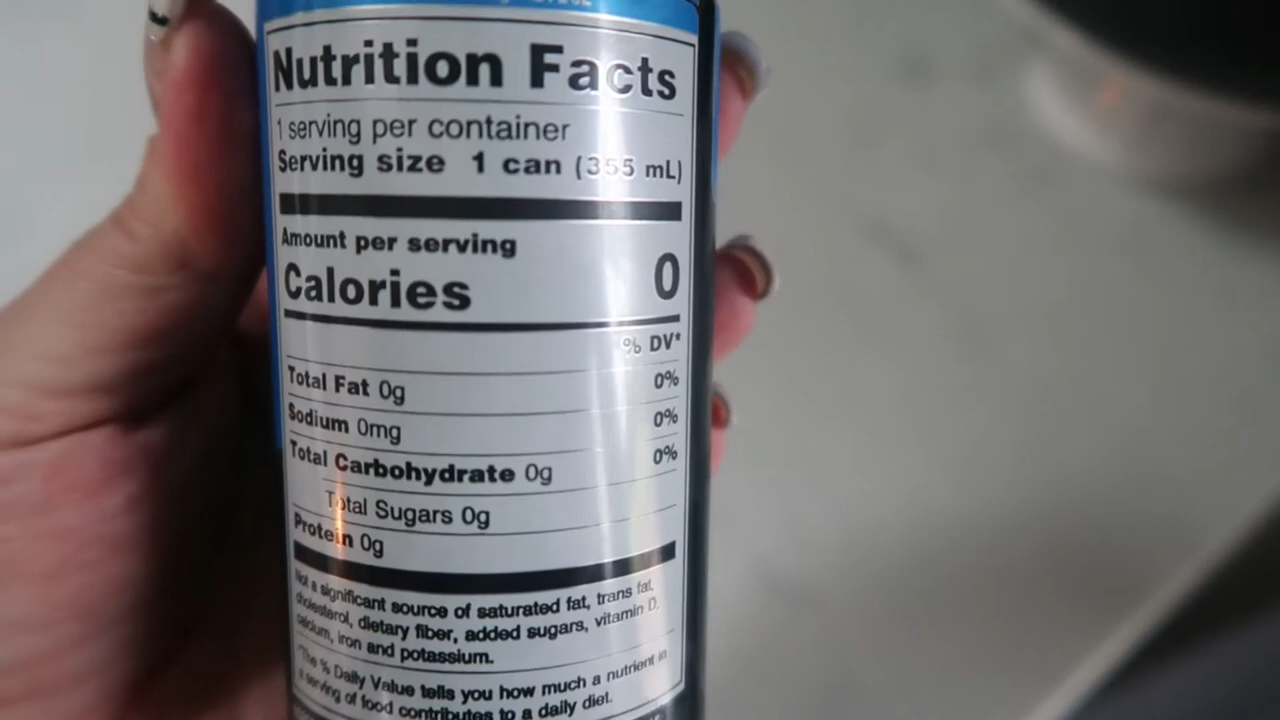 Nutrition Facts
1 serving per container
Serving size 1 can (355 mL)
Amount per serving
Calories 0
% DV*
Total Fat 0g 0%
Sodium 0mg 0%
Total Carbohydrate 0g 0%
Total Sugars 0g
Protein 0g
Not a significant source of saturated fat, trans fat,
cholesterol, dietary fiber, added sugars, vitamin D,
calcium, iron and potassium.
*The % Daily Value tells you how much a nutrient in
a serving of food contributes to a daily diet.